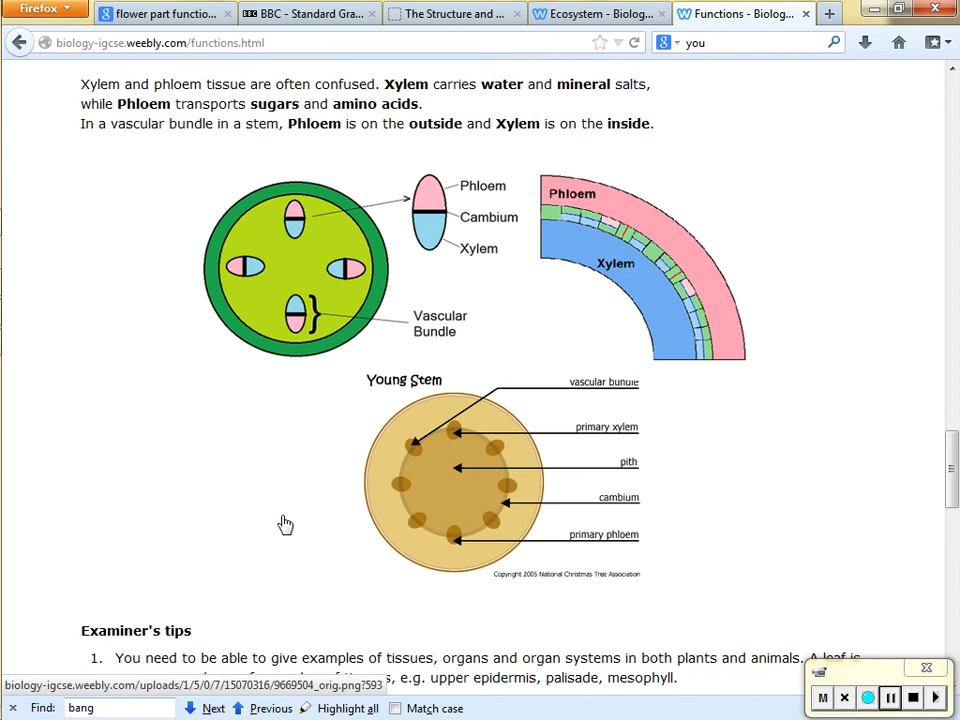 Firefox
flower part functio...
BBC - Standard Gra...
The Structure and ...
Ecosystem - Biolog...
Functions - Biolog...
biology-igcse.weebly.com/functions.html
you
Xylem and phloem tissue are often confused. Xylem carries water and mineral salts,
while Phloem transports sugars and amino acids.
In a vascular bundle in a stem, Phloem is on the outside and Xylem is on the inside.
Phloem
Cambium
Xylem
Vascular
Bundle
Phloem
Xylem
Young Stem
vascular bundle
primary xylem
pith
cambium
primary phloem
Copyright 2005 National Christmas Tree Association
Examiner's tips
1. You need to be able to give examples of tissues, organs and organ systems in both plants and animals. A leaf is
e.g. upper epidermis, palisade, mesophyll.
biology-igcse.weebly.com/uploads/1/5/0/7/15070316/9669504_orig.png?593
M
Find: bang Next Previous Highlight all Match case